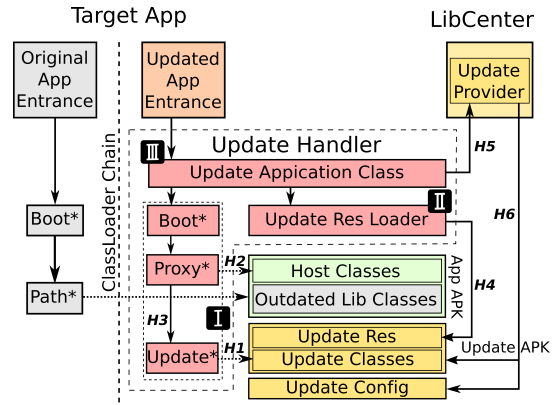 Target App
LibCenter
Original
App
Entrance
Updated
App
Entrance
Update
Provider
Update Handler
III
H5
Update Appication Class
ClassLoader Chain
II
H6
Boot*
Boot*
Update Res Loader
Proxy*
H2
Host Classes
App APK
H4
Path*
Outdated Lib Classes
H3
I
Update Res
Update APK
Update*
H1
Update Classes
Update Config